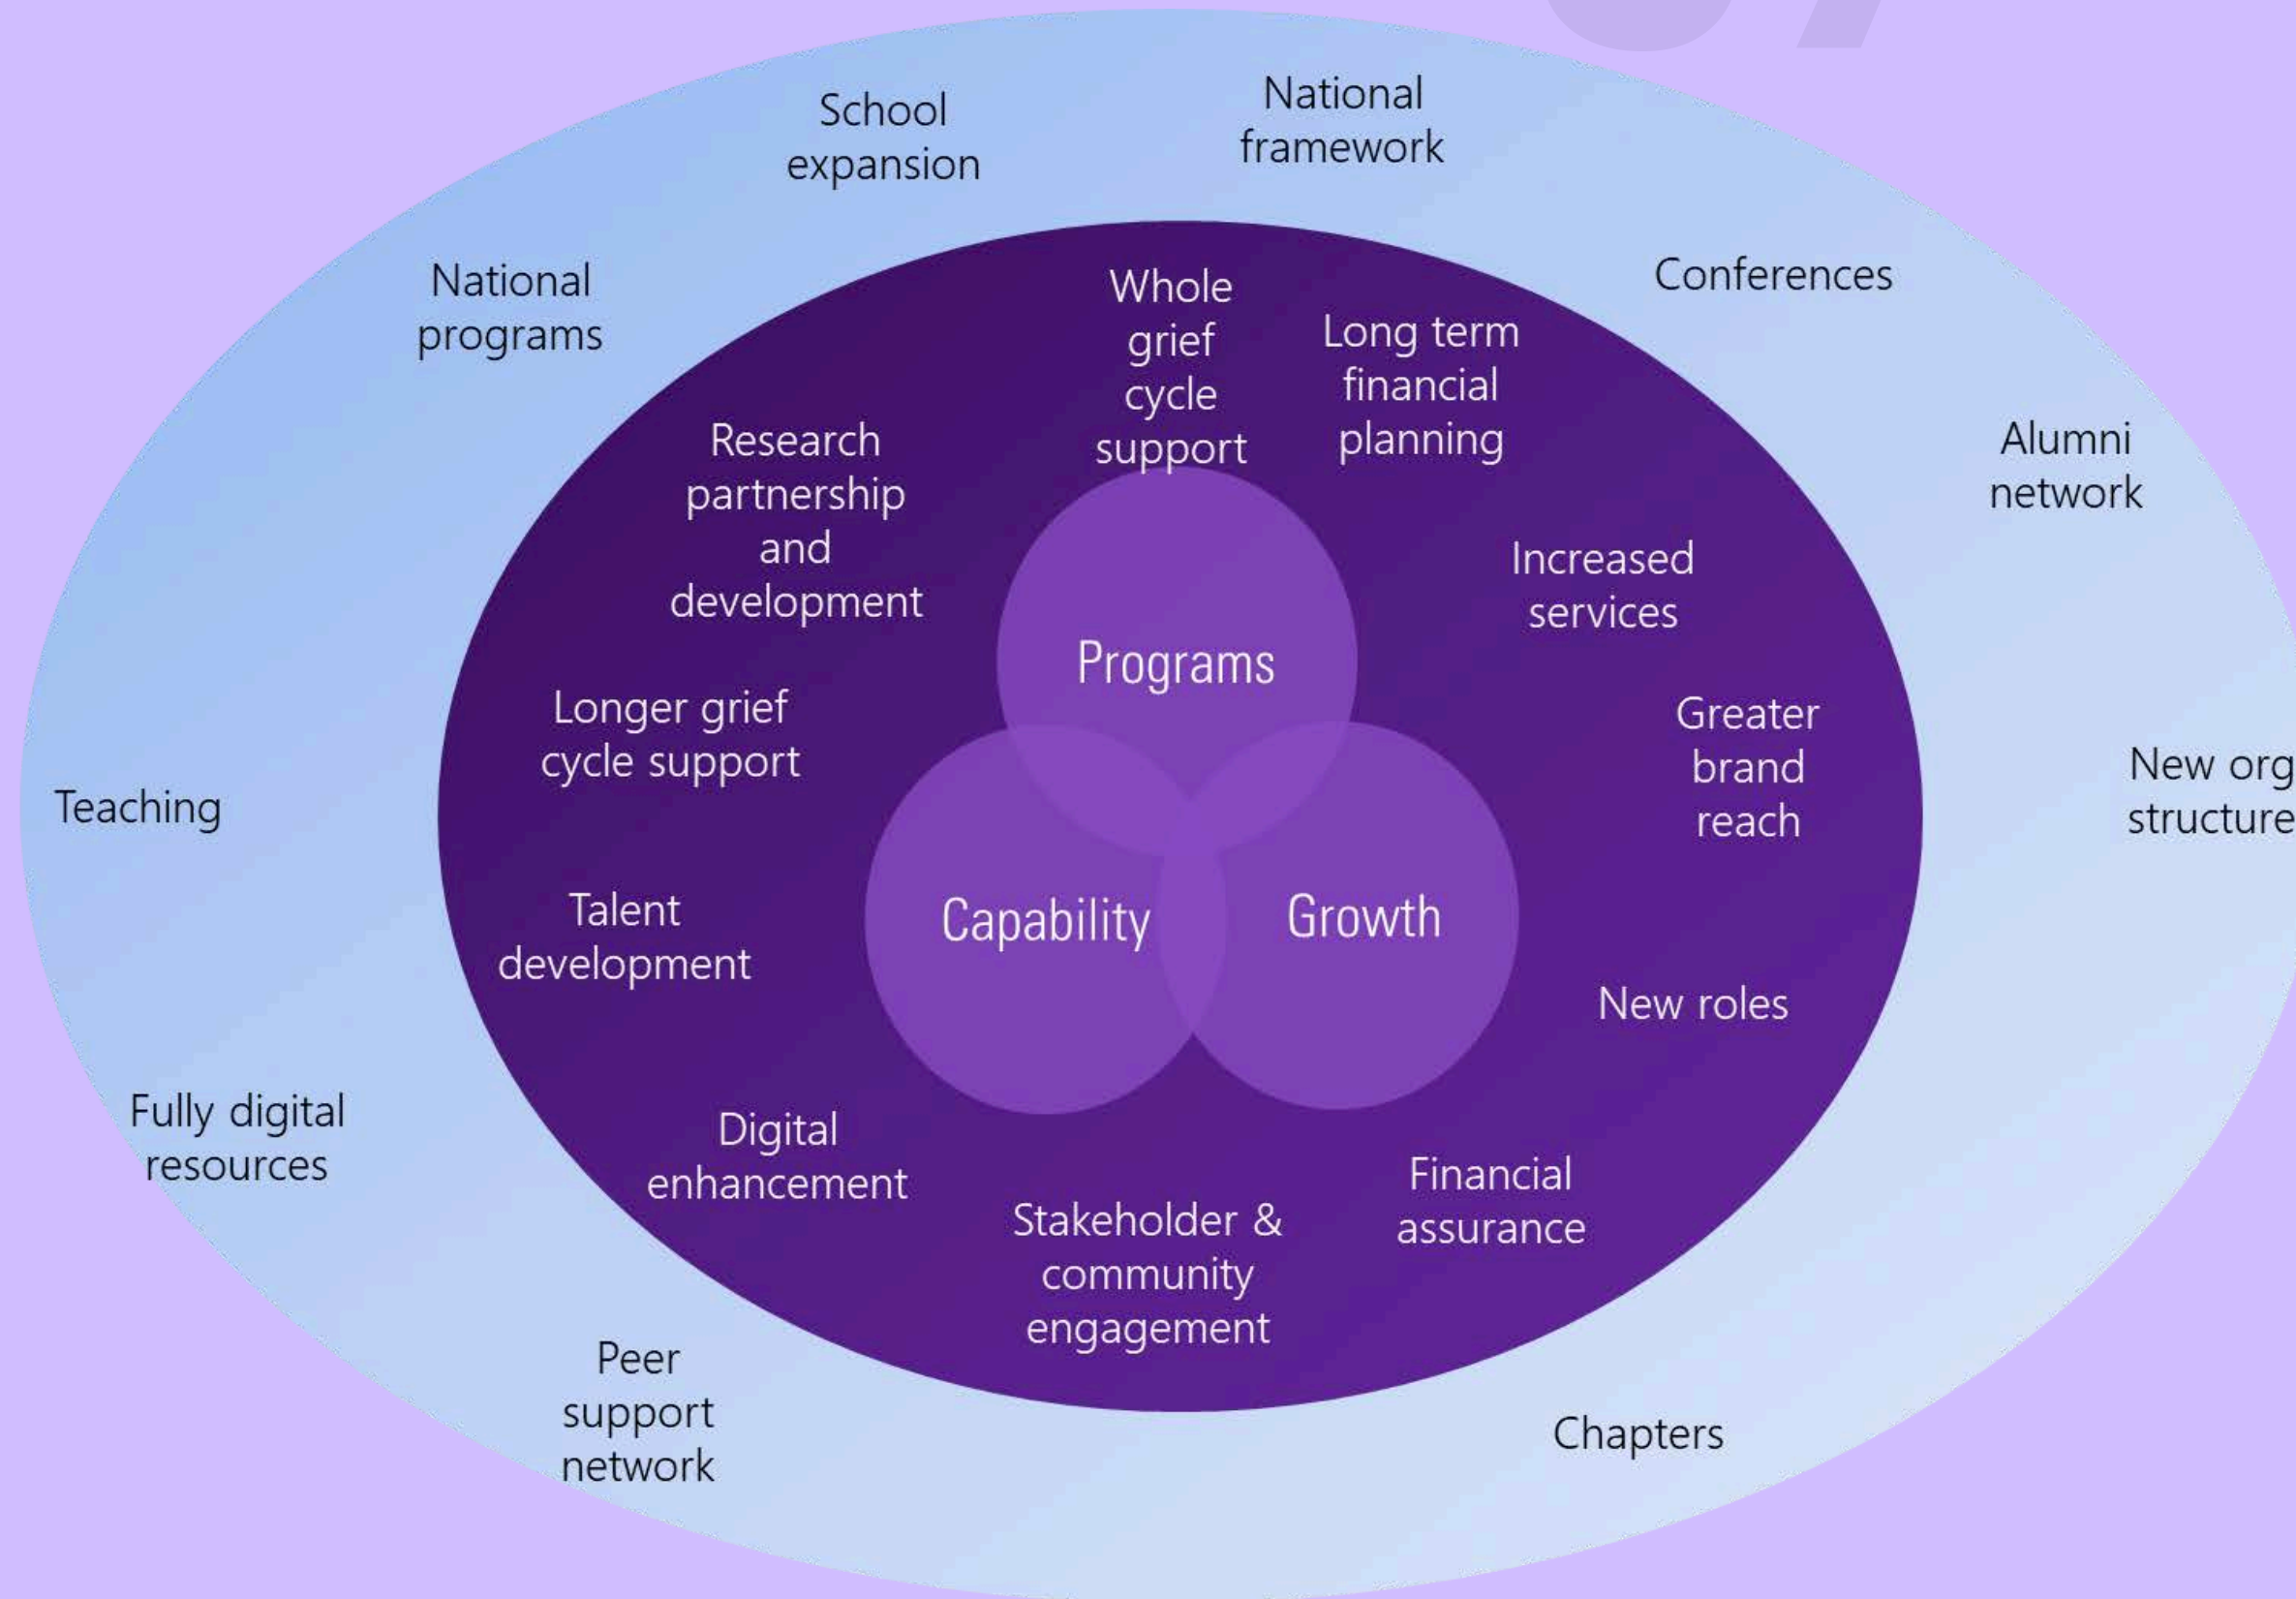 School
expansion
National
framework
National
programs
Conferences
Alumni
network
Teaching
New org
structure
Fully digital
resources
Peer
support
network
Chapters
Whole
grief
cycle
support
Long term
financial
planning
Research
partnership
and
development
Increased
services
Longer grief
cycle support
Greater
brand
reach
Talent
development
New roles
Digital
enhancement
Stakeholder &
community
engagement
Financial
assurance
Programs
Capability
Growth